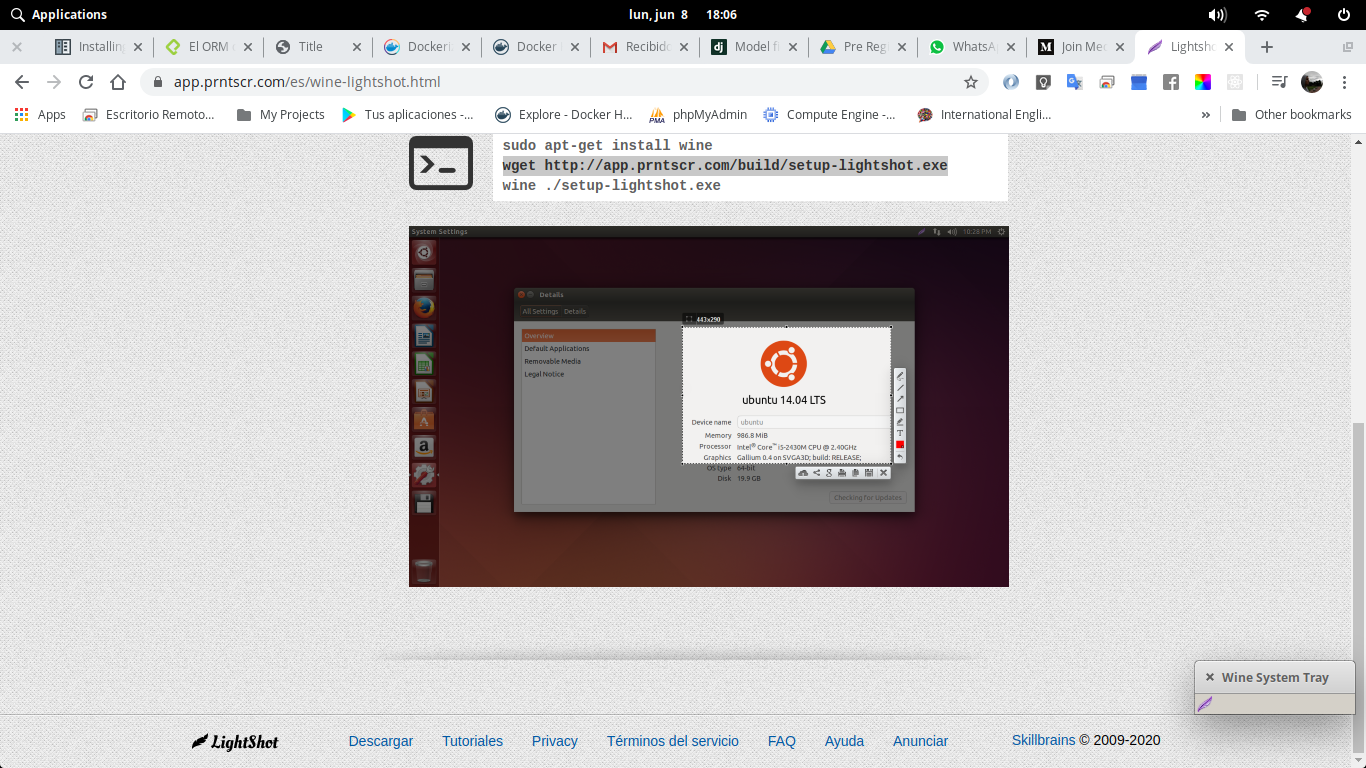 Applications
lun, jun 8 18:06
Installing
El ORM
Title
Docker
Docker
Recibido
Model f
Pre Reg
WhatsA
Join Me
Lightsho
app.prntscr.com/es/wine-lightshot.html
Apps
Escritorio Remoto...
My Projects
Tus aplicaciones -...
Explore - Docker H...
phpMyAdmin
Compute Engine -...
International Engli...
»
Other bookmarks
sudo apt-get install wine
wget http://app.prntscr.com/build/setup-lightshot.exe
wine ./setup-lightshot.exe
System Settings
10:28 PM
Details
All Settings Details
443x290
Overview
Default Applications
Removable Media
Legal Notice
ubuntu 14.04 LTS
Device name ubuntu
Memory 986.8 MiB
Processor Intel® Core™ i5-2430M CPU @ 2.40GHz
Graphics Gallium 0.4 on SVGA3D; build: RELEASE;
OS type 64-bit
Disk 19.9 GB
Checking for Updates
Wine System Tray
LightShot
Descargar
Tutoriales
Privacy
Términos del servicio
FAQ
Ayuda
Anunciar
Skillbrains © 2009-2020